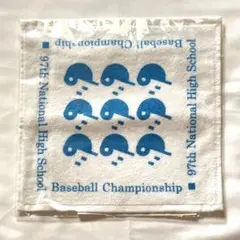 ■ 97th National High School
Baseball Championship
■ 97th National High School
Baseball Championship ■